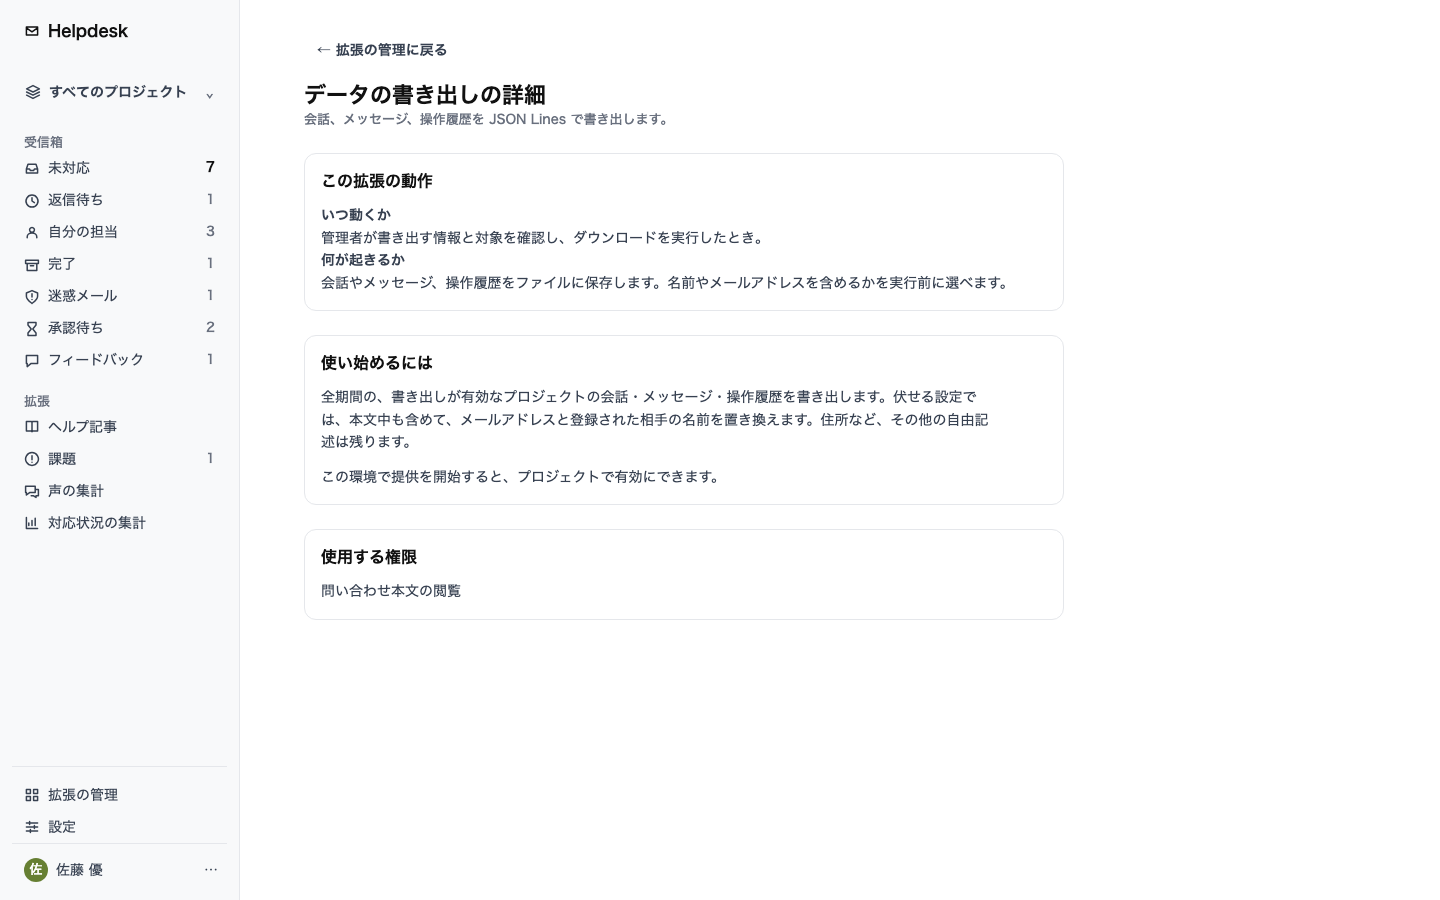 Helpdesk
すべてのプロジェクト
受信箱
未対応 7
返信待ち 1
自分の担当 3
完了 1
迷惑メール 1
承認待ち 2
フィードバック 1
拡張
ヘルプ記事
課題 1
声の集計
対応状況の集計
拡張の管理
設定
佐 佐藤 優 …
← 拡張の管理に戻る
データの書き出しの詳細
会話、メッセージ、操作履歴を JSON Lines で書き出します。
この拡張の動作
いつ動くか
管理者が書き出す情報と対象を確認し、ダウンロードを実行したとき。
何が起きるか
会話やメッセージ、操作履歴をファイルに保存します。名前やメールアドレスを含めるかを実行前に選べます。
使い始めるには
全期間の、書き出しが有効なプロジェクトの会話・メッセージ・操作履歴を書き出します。伏せる設定で
は、本文中も含めて、メールアドレスと登録された相手の名前を置き換えます。住所など、その他の自由記
述は残ります。
この環境で提供を開始すると、プロジェクトで有効にできます。
使用する権限
問い合わせ本文の閲覧